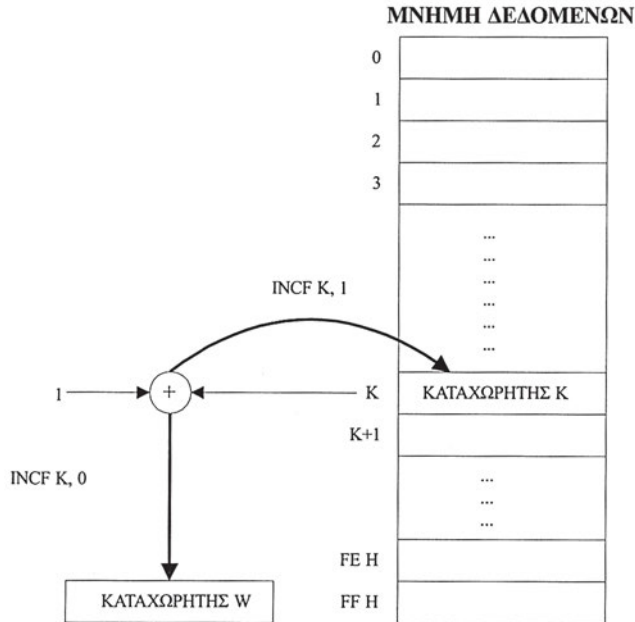 ΜΝΗΜΗ ΔΕΔΟΜΕΝΩΝ
0
1
2
3
...
...
...
...
...
...
INCF K, 1
1
+
K
ΚΑΤΑΧΩΡΗΤΗΣ Κ
K+1
INCF K, 0
...
...
...
FE H
ΚΑΤΑΧΩΡΗΤΗΣ W
FF H